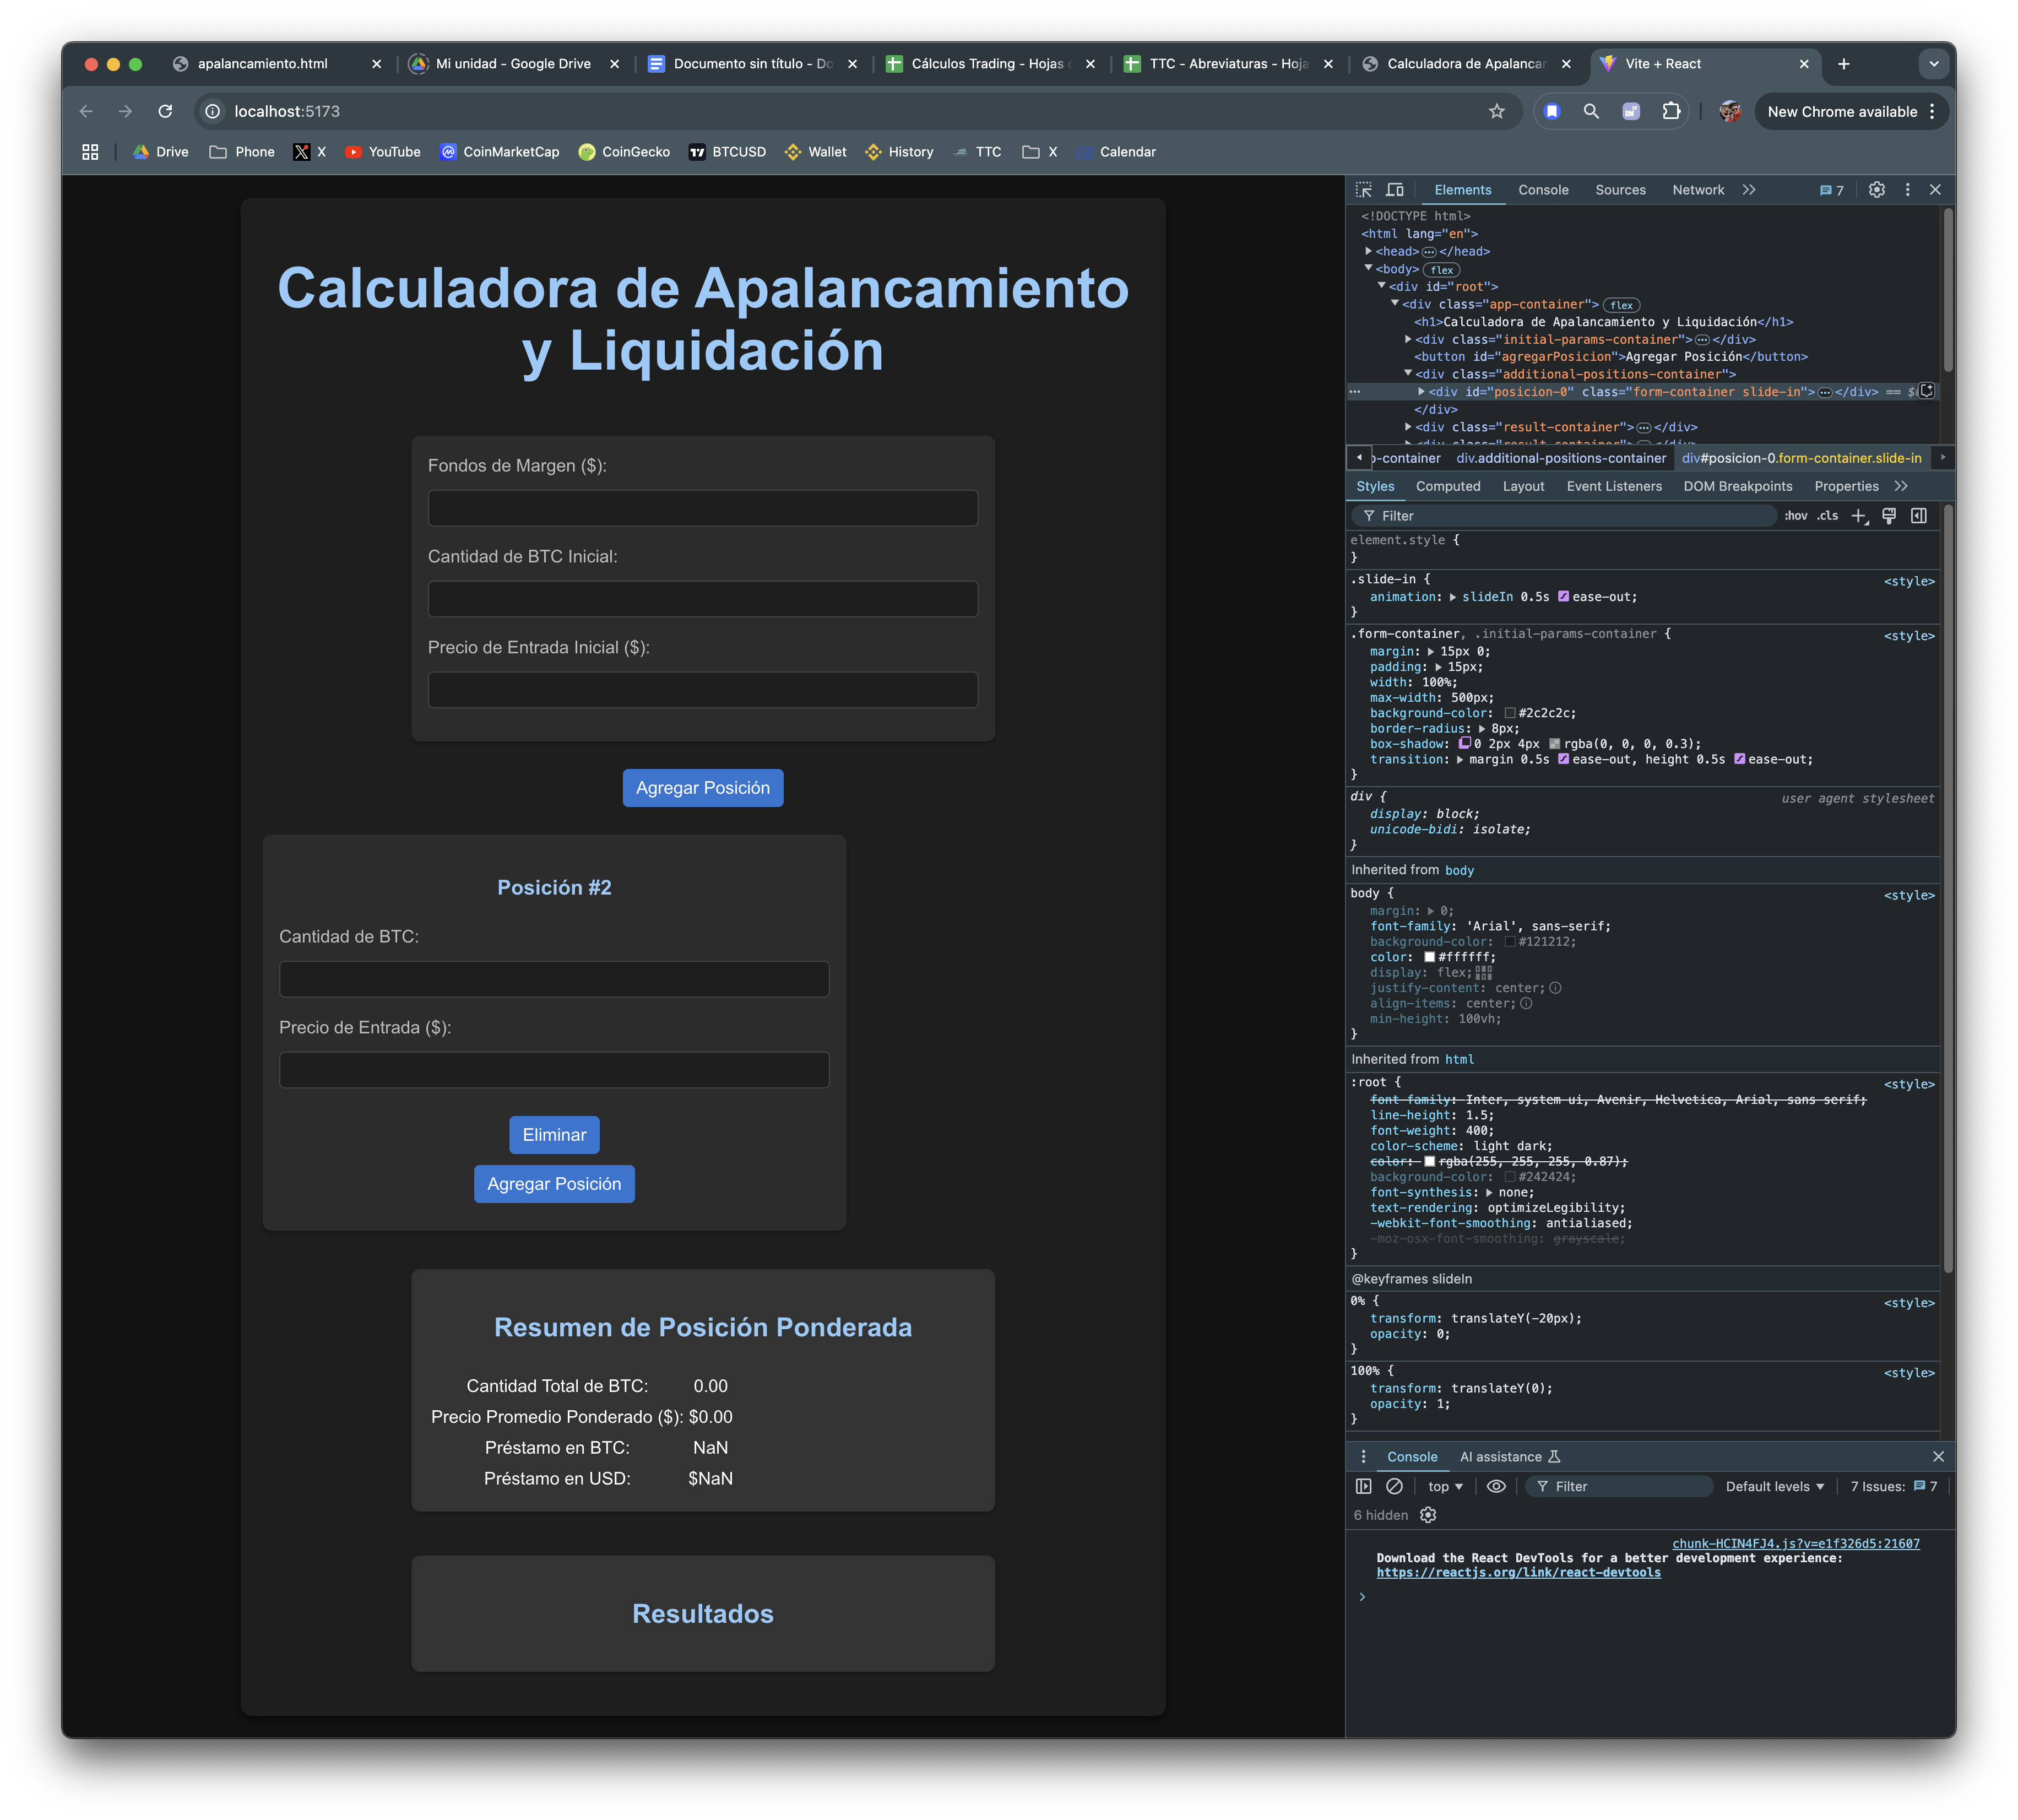 apalancamiento.html
Mi unidad - Google Drive
Documento sin título - Do
Cálculos Trading - Hojas
TTC - Abreviaturas - Hoja
Calculadora de Apalancam
Vite + React
localhost:5173
New Chrome available
Drive
Phone
X
YouTube
CoinMarketCap
CoinGecko
BTCUSD
Wallet
History
TTC
X
Calendar
Calculadora de Apalancamiento
y Liquidación
Fondos de Margen ($):
Cantidad de BTC Inicial:
Precio de Entrada Inicial ($):
Agregar Posición
Posición #2
Cantidad de BTC:
Precio de Entrada ($):
Eliminar
Agregar Posición
Resumen de Posición Ponderada
Cantidad Total de BTC: 0.00
Precio Promedio Ponderado ($): $0.00
Préstamo en BTC: NaN
Préstamo en USD: $NaN
Resultados
Elements Console Sources Network 7
<!DOCTYPE html>
<html lang="en">
<head>…</head>
<body> flex
<div id="root">
<div class="app-container"> flex
<h1>Calculadora de Apalancamiento y Liquidación</h1>
<div class="initial-params-container">…</div>
<button id="agregarPosicion">Agregar Posición</button>
<div class="additional-positions-container">
<div id="posicion-0" class="form-container slide-in">…</div> == $
</div>
<div class="result-container">…</div>
<div class="result-container">…</div>
-container div.additional-positions-container div#posicion-0.form-container.slide-in
Styles Computed Layout Event Listeners DOM Breakpoints Properties
Filter :hov .cls
element.style {
}
.slide-in { <style>
animation: slideIn 0.5s ease-out;
}
.form-container, .initial-params-container { <style>
margin: 15px 0;
padding: 15px;
width: 100%;
max-width: 500px;
background-color: #2c2c2c;
border-radius: 8px;
box-shadow: 0 2px 4px rgba(0, 0, 0, 0.3);
transition: margin 0.5s ease-out, height 0.5s ease-out;
}
div { user agent stylesheet
display: block;
unicode-bidi: isolate;
}
Inherited from body
body { <style>
margin: 0;
font-family: 'Arial', sans-serif;
background-color: #121212;
color: #ffffff;
display: flex;
justify-content: center;
align-items: center;
min-height: 100vh;
}
Inherited from html
:root { <style>
font-family: Inter, system-ui, Avenir, Helvetica, Arial, sans-serif;
line-height: 1.5;
font-weight: 400;
color-scheme: light dark;
color: rgba(255, 255, 255, 0.87);
background-color: #242424;
font-synthesis: none;
text-rendering: optimizeLegibility;
-webkit-font-smoothing: antialiased;
-moz-osx-font-smoothing: grayscale;
}
@keyframes slideIn
0% { <style>
transform: translateY(-20px);
opacity: 0;
}
100% { <style>
transform: translateY(0);
opacity: 1;
}
Console AI assistance
top Filter Default levels 7 Issues: 7
6 hidden
chunk-HCIN4FJ4.js?v=e1f326d5:21607
Download the React DevTools for a better development experience:
https://reactjs.org/link/react-devtools